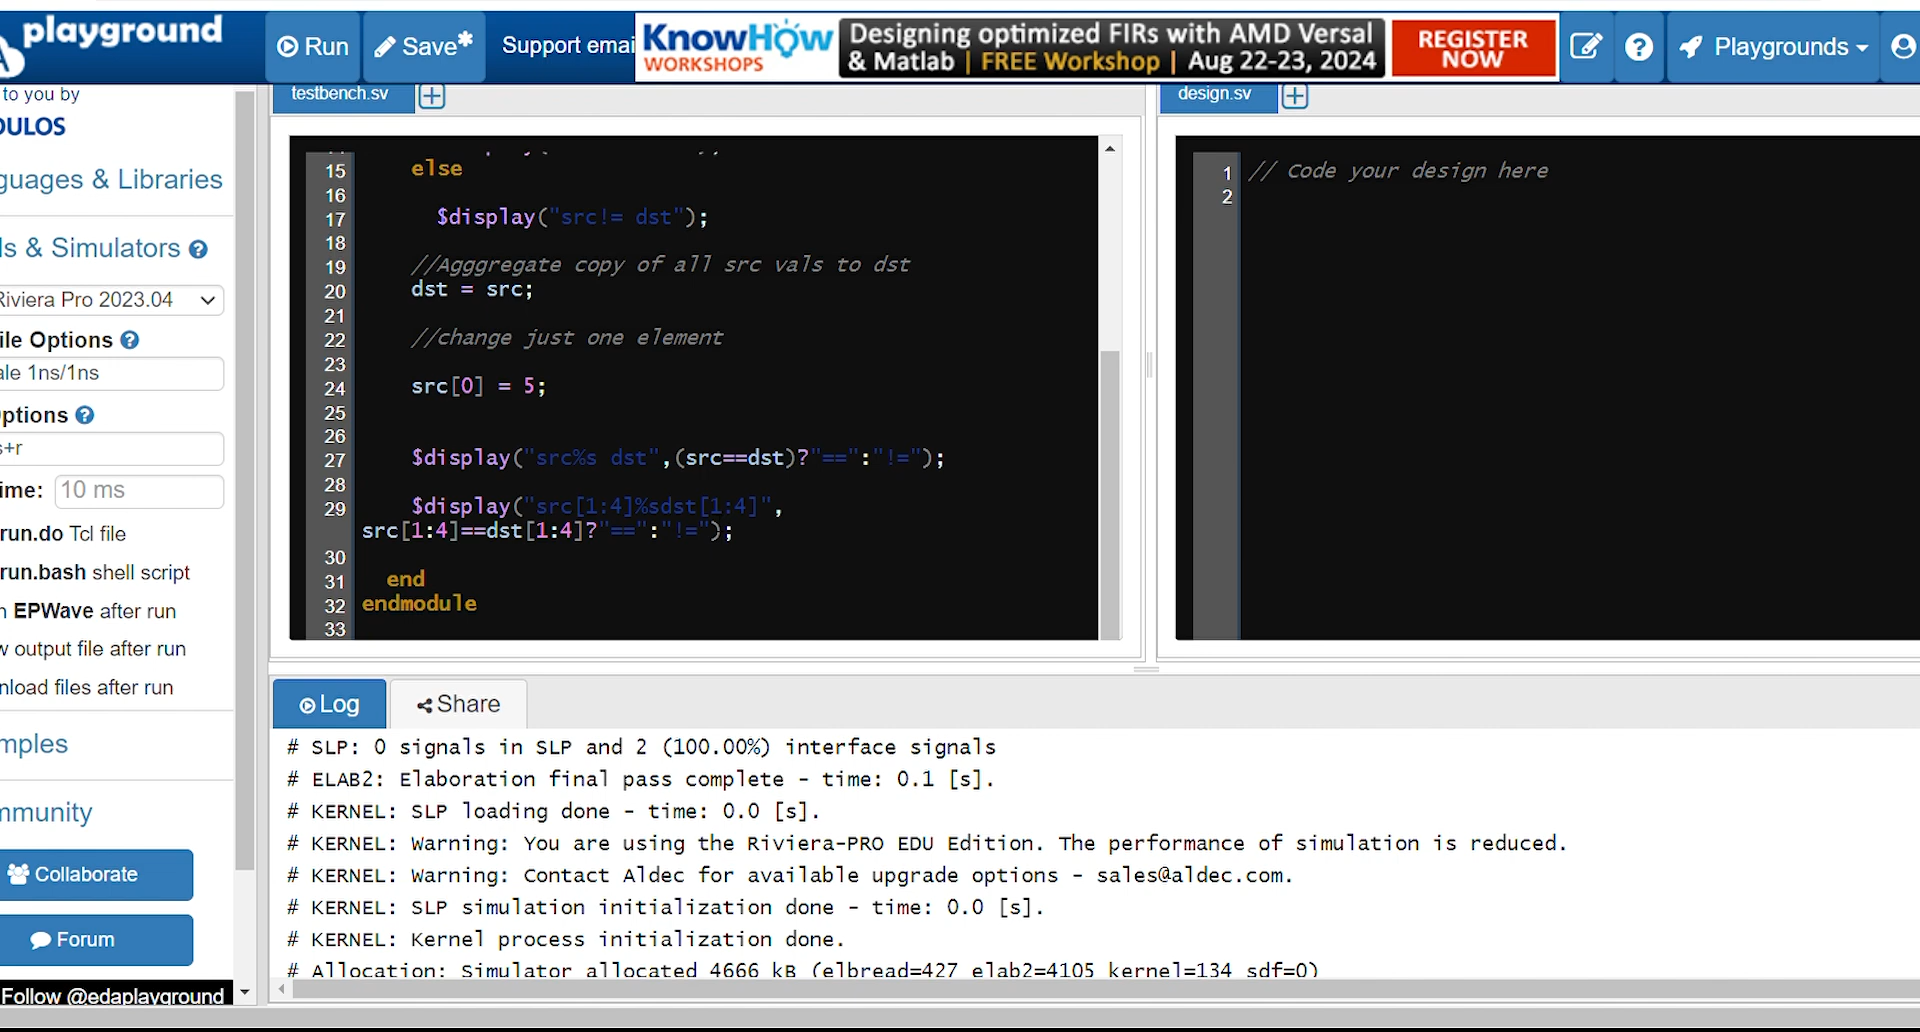 playground
Run
Save*
Support emai
KnowHow
WORKSHOPS
Designing optimized FIRs with AMD Versal
& Matlab | FREE Workshop | Aug 22-23, 2024
REGISTER
NOW
Playgrounds
to you by
OULOS
guages & Libraries
ls & Simulators
Riviera Pro 2023.04
ile Options
ale 1ns/1ns
ptions
s+r
ime: 10 ms
run.do Tcl file
run.bash shell script
n EPWave after run
w output file after run
nload files after run
mples
mmunity
Collaborate
Forum
Follow @edaplayground
testbench.sv
15 else
16
17 $display("src!= dst");
18
19 //Agggregate copy of all src vals to dst
20 dst = src;
21
22 //change just one element
23
24 src[0] = 5;
25
26
27 $display("src%s dst",(src==dst)?"==":"!=");
28
29 $display("src[1:4]%sdst[1:4]",
src[1:4]==dst[1:4]?"==":"!=");
30
31 end
32 endmodule
33
design.sv
1 // Code your design here
2
Log
Share
# SLP: 0 signals in SLP and 2 (100.00%) interface signals
# ELAB2: Elaboration final pass complete - time: 0.1 [s].
# KERNEL: SLP loading done - time: 0.0 [s].
# KERNEL: Warning: You are using the Riviera-PRO EDU Edition. The performance of simulation is reduced.
# KERNEL: Warning: Contact Aldec for available upgrade options - sales@aldec.com.
# KERNEL: SLP simulation initialization done - time: 0.0 [s].
# KERNEL: Kernel process initialization done.
# Allocation: Simulator allocated 4666 kB (elbread=427 elab2=4105 kernel=134 sdf=0)